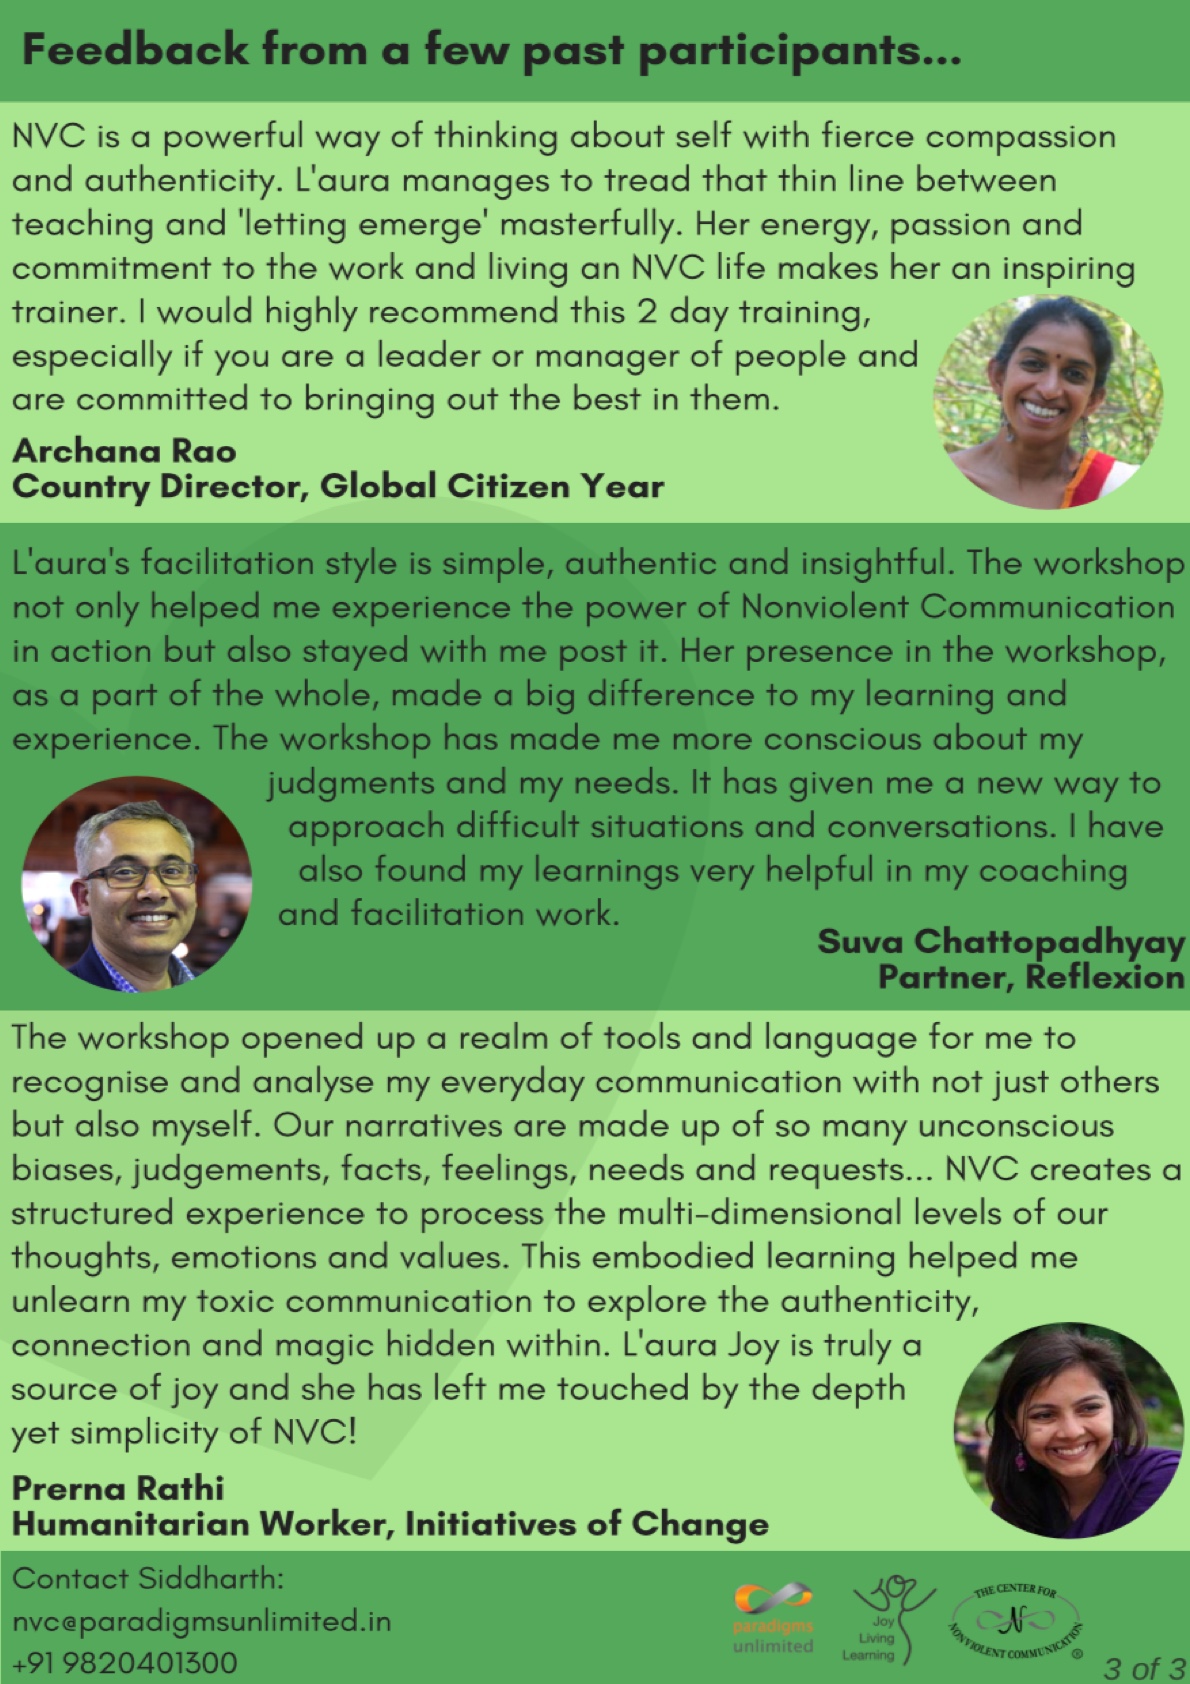 Feedback from a few past participants...
NVC is a powerful way of thinking about self with fierce compassion
and authenticity. L'aura manages to tread that thin line between
teaching and 'letting emerge' masterfully. Her energy, passion and
commitment to the work and living an NVC life makes her an inspiring
trainer. I would highly recommend this 2 day training,
especially if you are a leader or manager of people and
are committed to bringing out the best in them.
Archana Rao
Country Director, Global Citizen Year
L'aura's facilitation style is simple, authentic and insightful. The workshop
not only helped me experience the power of Nonviolent Communication
in action but also stayed with me post it. Her presence in the workshop,
as a part of the whole, made a big difference to my learning and
experience. The workshop has made me more conscious about my
judgments and my needs. It has given me a new way to
approach difficult situations and conversations. I have
also found my learnings very helpful in my coaching
and facilitation work.
Suva Chattopadhyay
Partner, Reflexion
The workshop opened up a realm of tools and language for me to
recognise and analyse my everyday communication with not just others
but also myself. Our narratives are made up of so many unconscious
biases, judgements, facts, feelings, needs and requests... NVC creates a
structured experience to process the multi-dimensional levels of our
thoughts, emotions and values. This embodied learning helped me
unlearn my toxic communication to explore the authenticity,
connection and magic hidden within. L'aura Joy is truly a
source of joy and she has left me touched by the depth
yet simplicity of NVC!
Prerna Rathi
Humanitarian Worker, Initiatives of Change
Contact Siddharth:
nvc@paradigmsunlimited.in
+91 9820401300
paradigms
unlimited
Joy
Living
Learning
THE CENTER FOR
N
NONVIOLENT COMMUNICATION
®
3 of 3